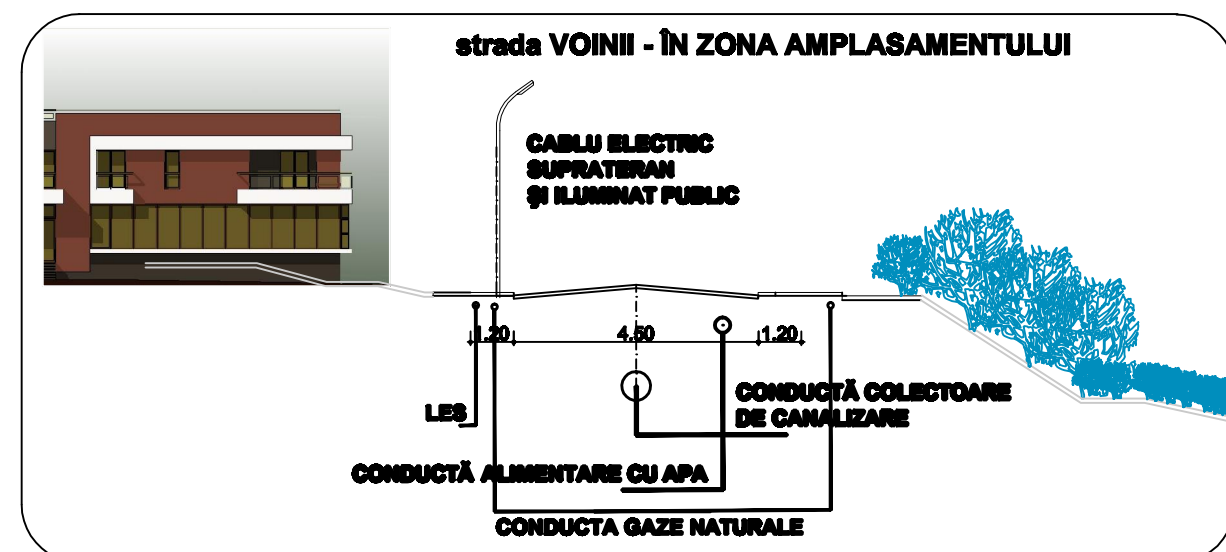 strada VOINII - ÎN ZONA AMPLASAMENTULUI
CABLU ELECTRIC
SUPRATERAN
ȘI ILUMINAT PUBLIC
1.20 4.50 1.20
LES
CONDUCTĂ COLECTOARE
DE CANALIZARE
CONDUCTĂ ALIMENTARE CU APA
CONDUCTA GAZE NATURALE